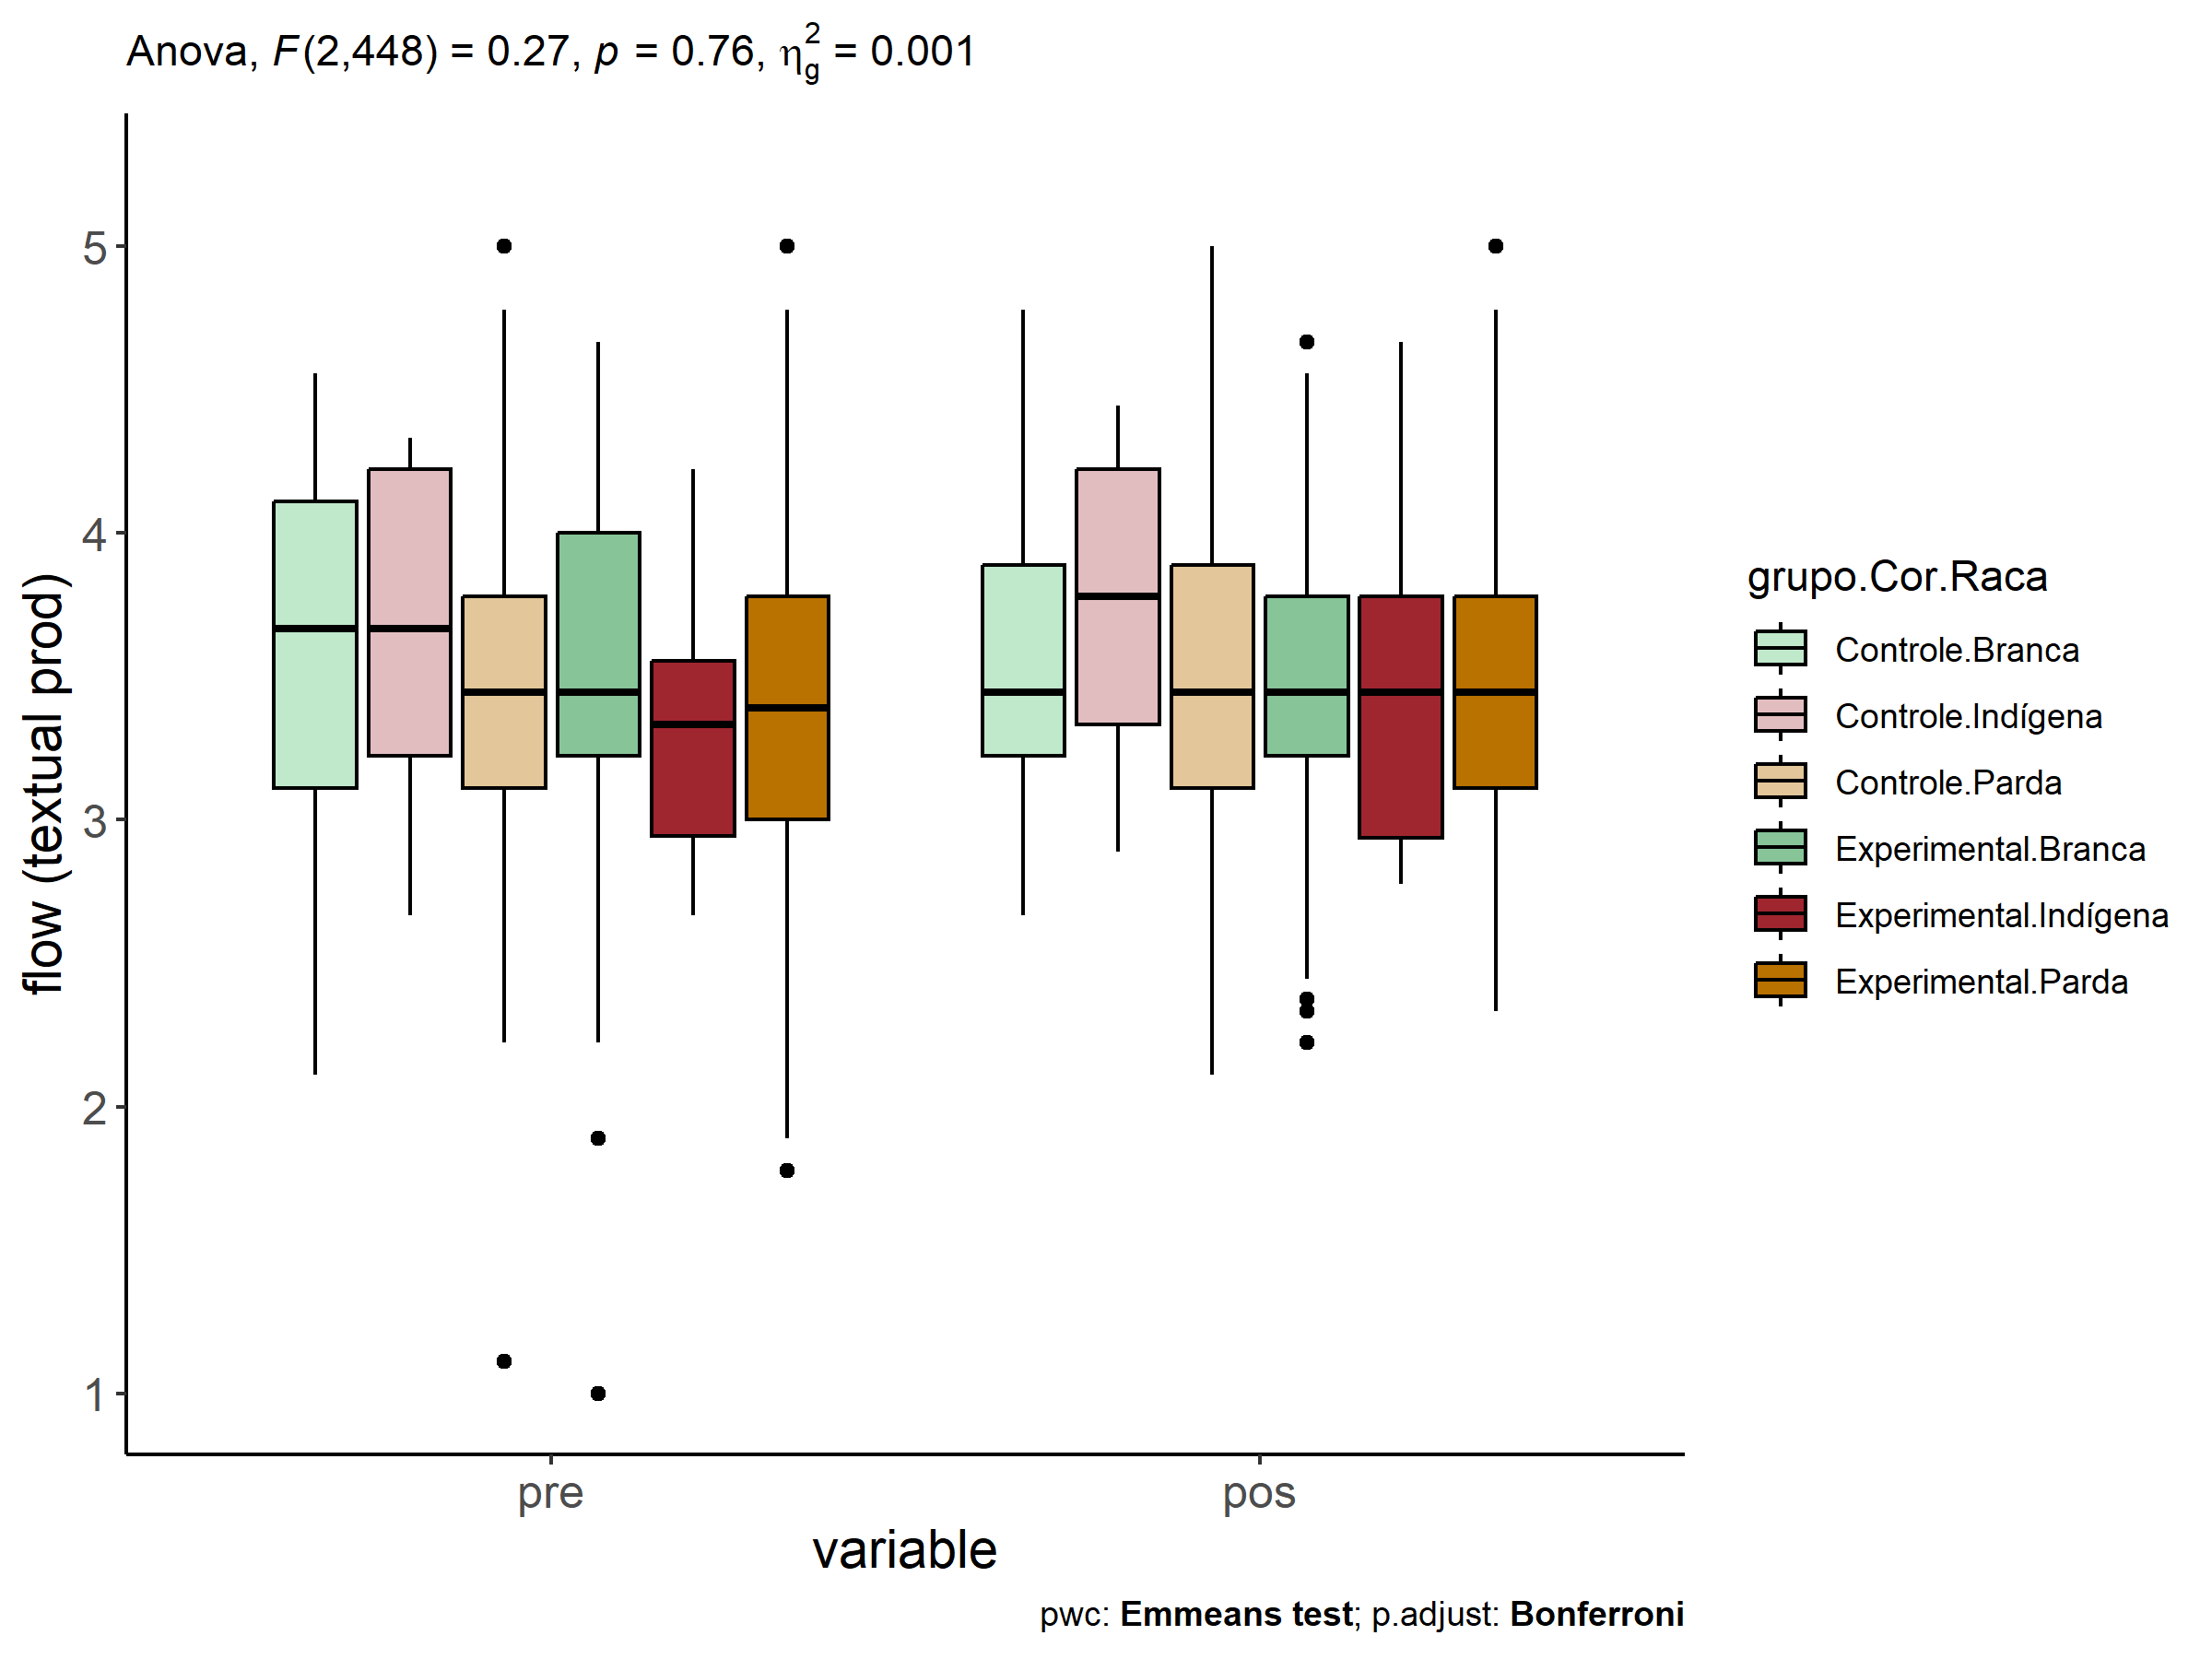 Anova, F(2,448) = 0.27, p = 0.76, η²g = 0.001
flow (textual prod)
5
4
3
2
1
pre
pos
variable
grupo.Cor.Raca
Controle.Branca
Controle.Indígena
Controle.Parda
Experimental.Branca
Experimental.Indígena
Experimental.Parda
pwc: Emmeans test; p.adjust: Bonferroni